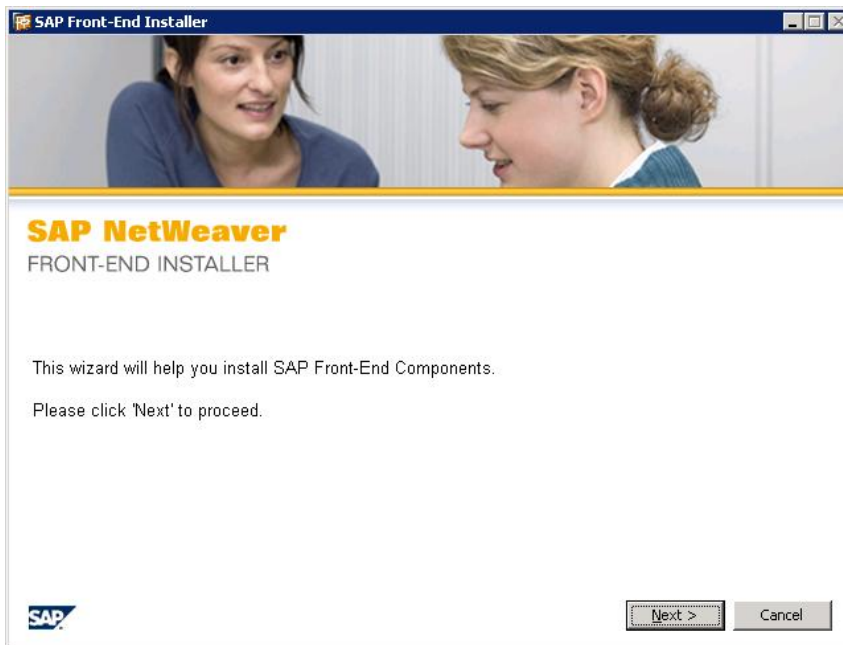 SAP Front-End Installer
SAP NetWeaver
FRONT-END INSTALLER
This wizard will help you install SAP Front-End Components.
Please click 'Next' to proceed.
SAP
Next >
Cancel